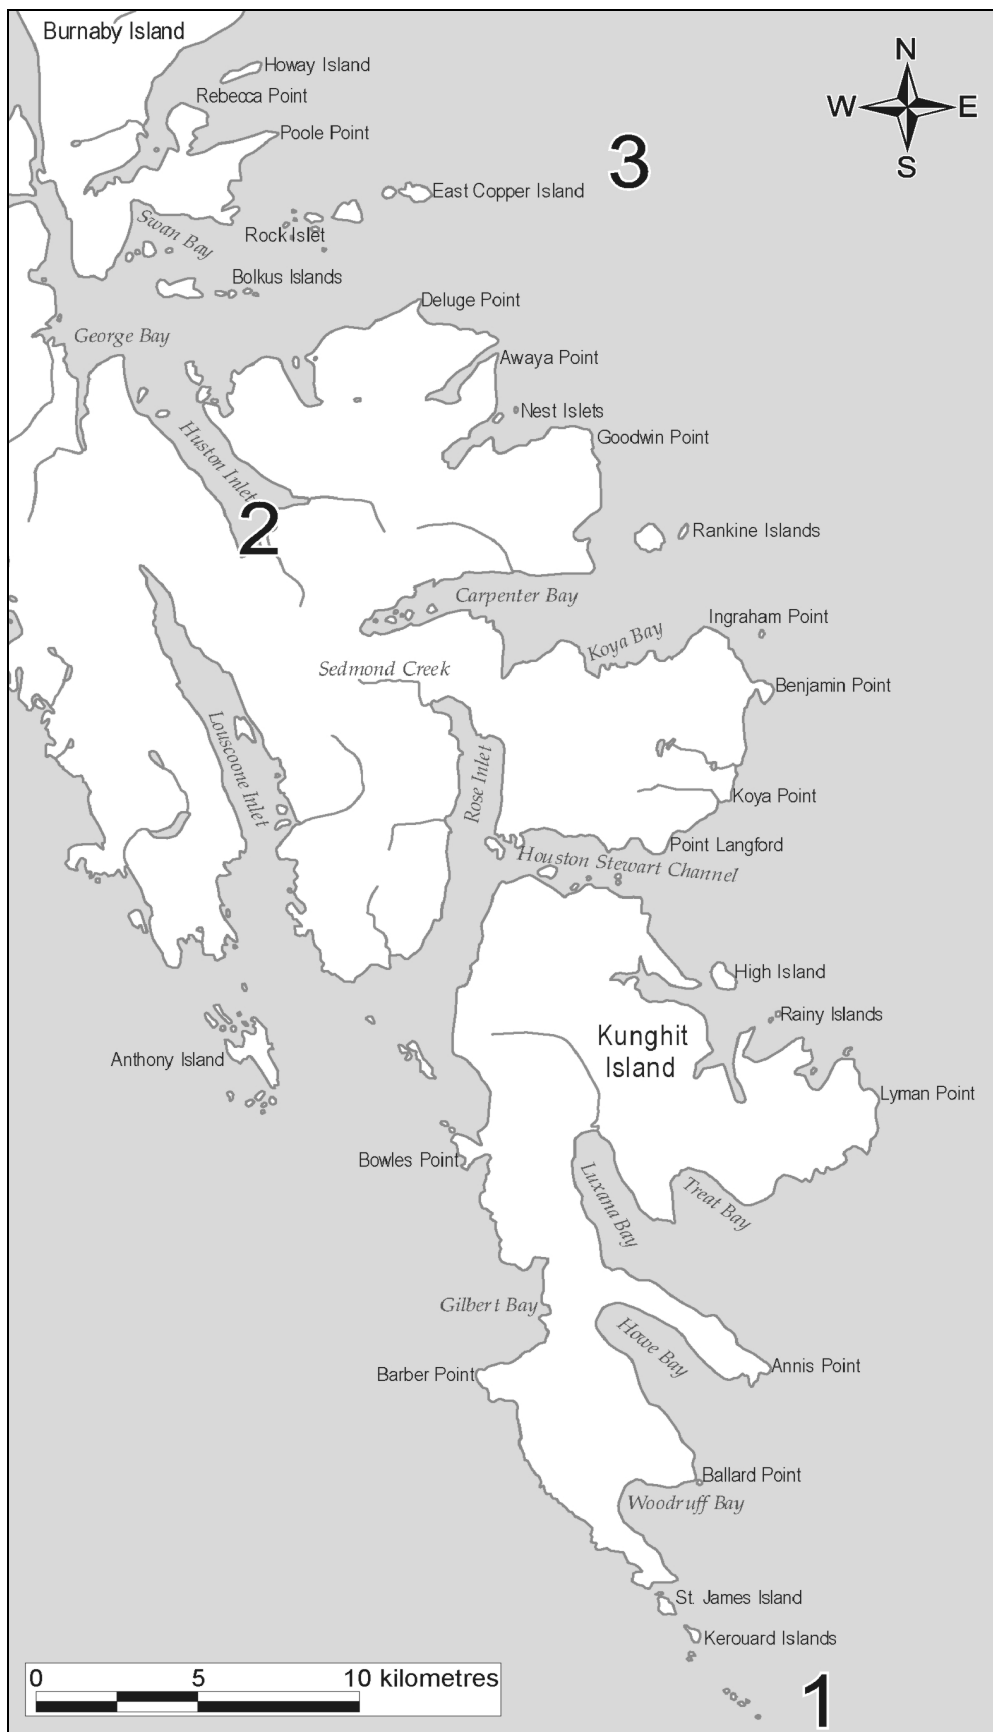 Burnaby Island
N
Howay Island
Rebecca Point
W
E
Poole Point
3
S
East Copper Island
Swan Bay
Rock Islet
Bolkus Islands
Deluge Point
George Bay
Awaya Point
Nest Islets
Goodwin Point
Huston Inlet
2
Rankine Islands
Carpenter Bay
Ingraham Point
Koya Bay
Sedmond Creek
Benjamin Point
Louscoone Inlet
Rose Inlet
Koya Point
Point Langford
Houston Stewart Channel
High Island
Rainy Islands
Kunghit
Island
Anthony Island
Lyman Point
Bowles Point
Luxana Bay
Treat Bay
Gilbert Bay
Howe Bay
Annis Point
Barber Point
Ballard Point
Woodruff Bay
St. James Island
Kerouard Islands
0 5 10 kilometres
1